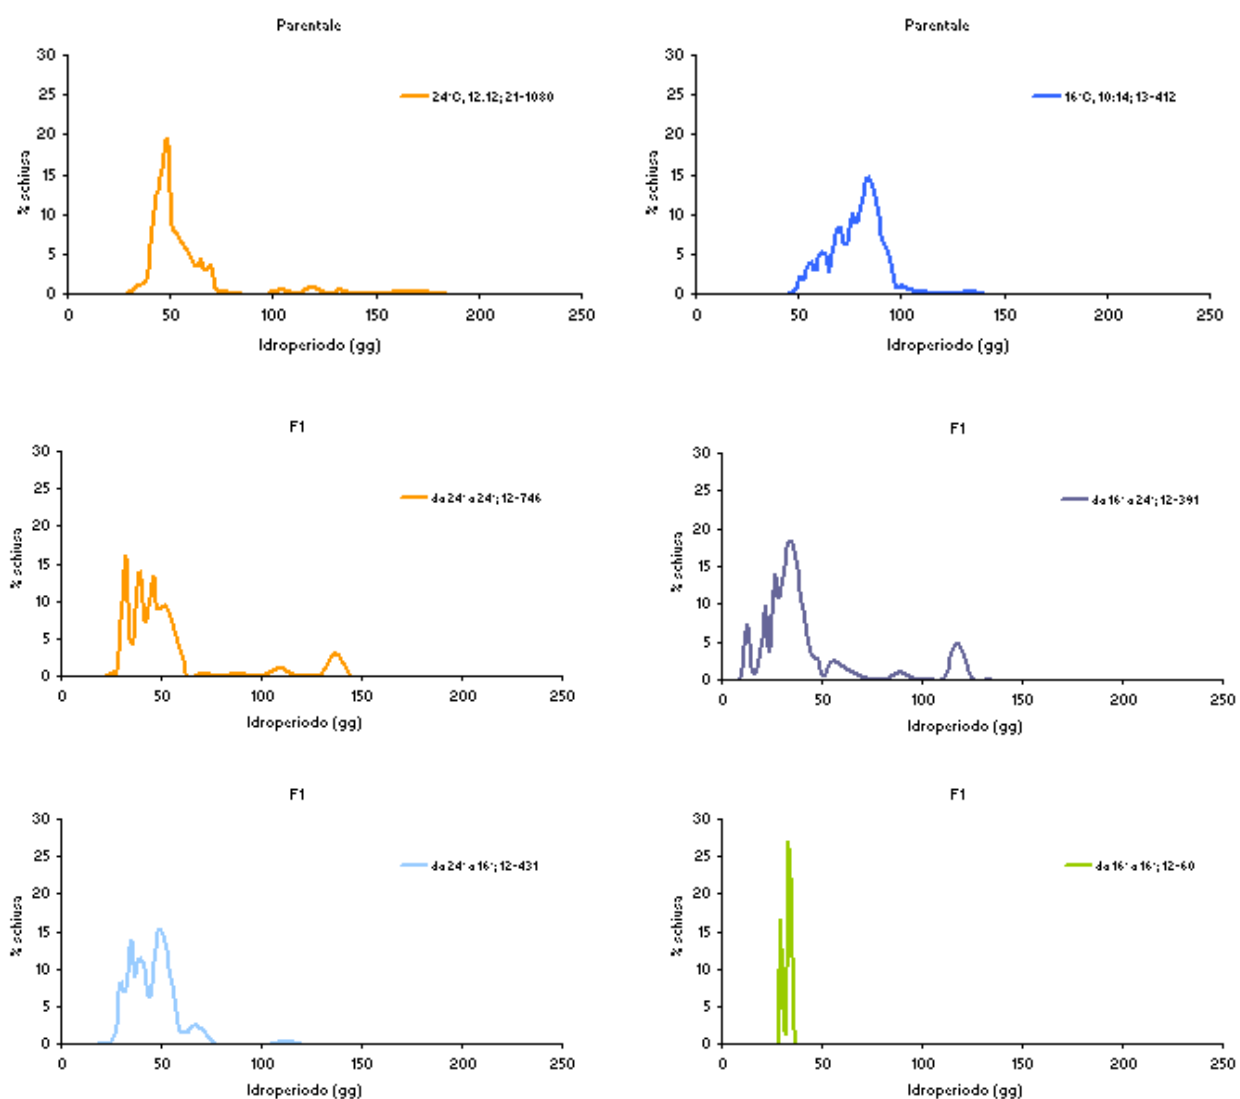 Parentale
30
25
20
15
10
5
0
% schiusa
24°C, 12:12; 21-1080
0 50 100 150 200 250
Idroperiodo (gg)
Parentale
30
25
20
15
10
5
0
% schiusa
16°C, 10:14; 13-412
0 50 100 150 200 250
Idroperiodo (gg)
F1
30
25
20
15
10
5
0
% schiusa
da 24° a 24°; 12-746
0 50 100 150 200 250
Idroperiodo (gg)
F1
30
25
20
15
10
5
0
% schiusa
da 16° a 24°; 12-391
0 50 100 150 200 250
Idroperiodo (gg)
F1
30
25
20
15
10
5
0
% schiusa
da 24° a 16°; 12-431
0 50 100 150 200 250
Idroperiodo (gg)
F1
30
25
20
15
10
5
0
% schiusa
da 16° a 16°; 12-60
0 50 100 150 200 250
Idroperiodo (gg)